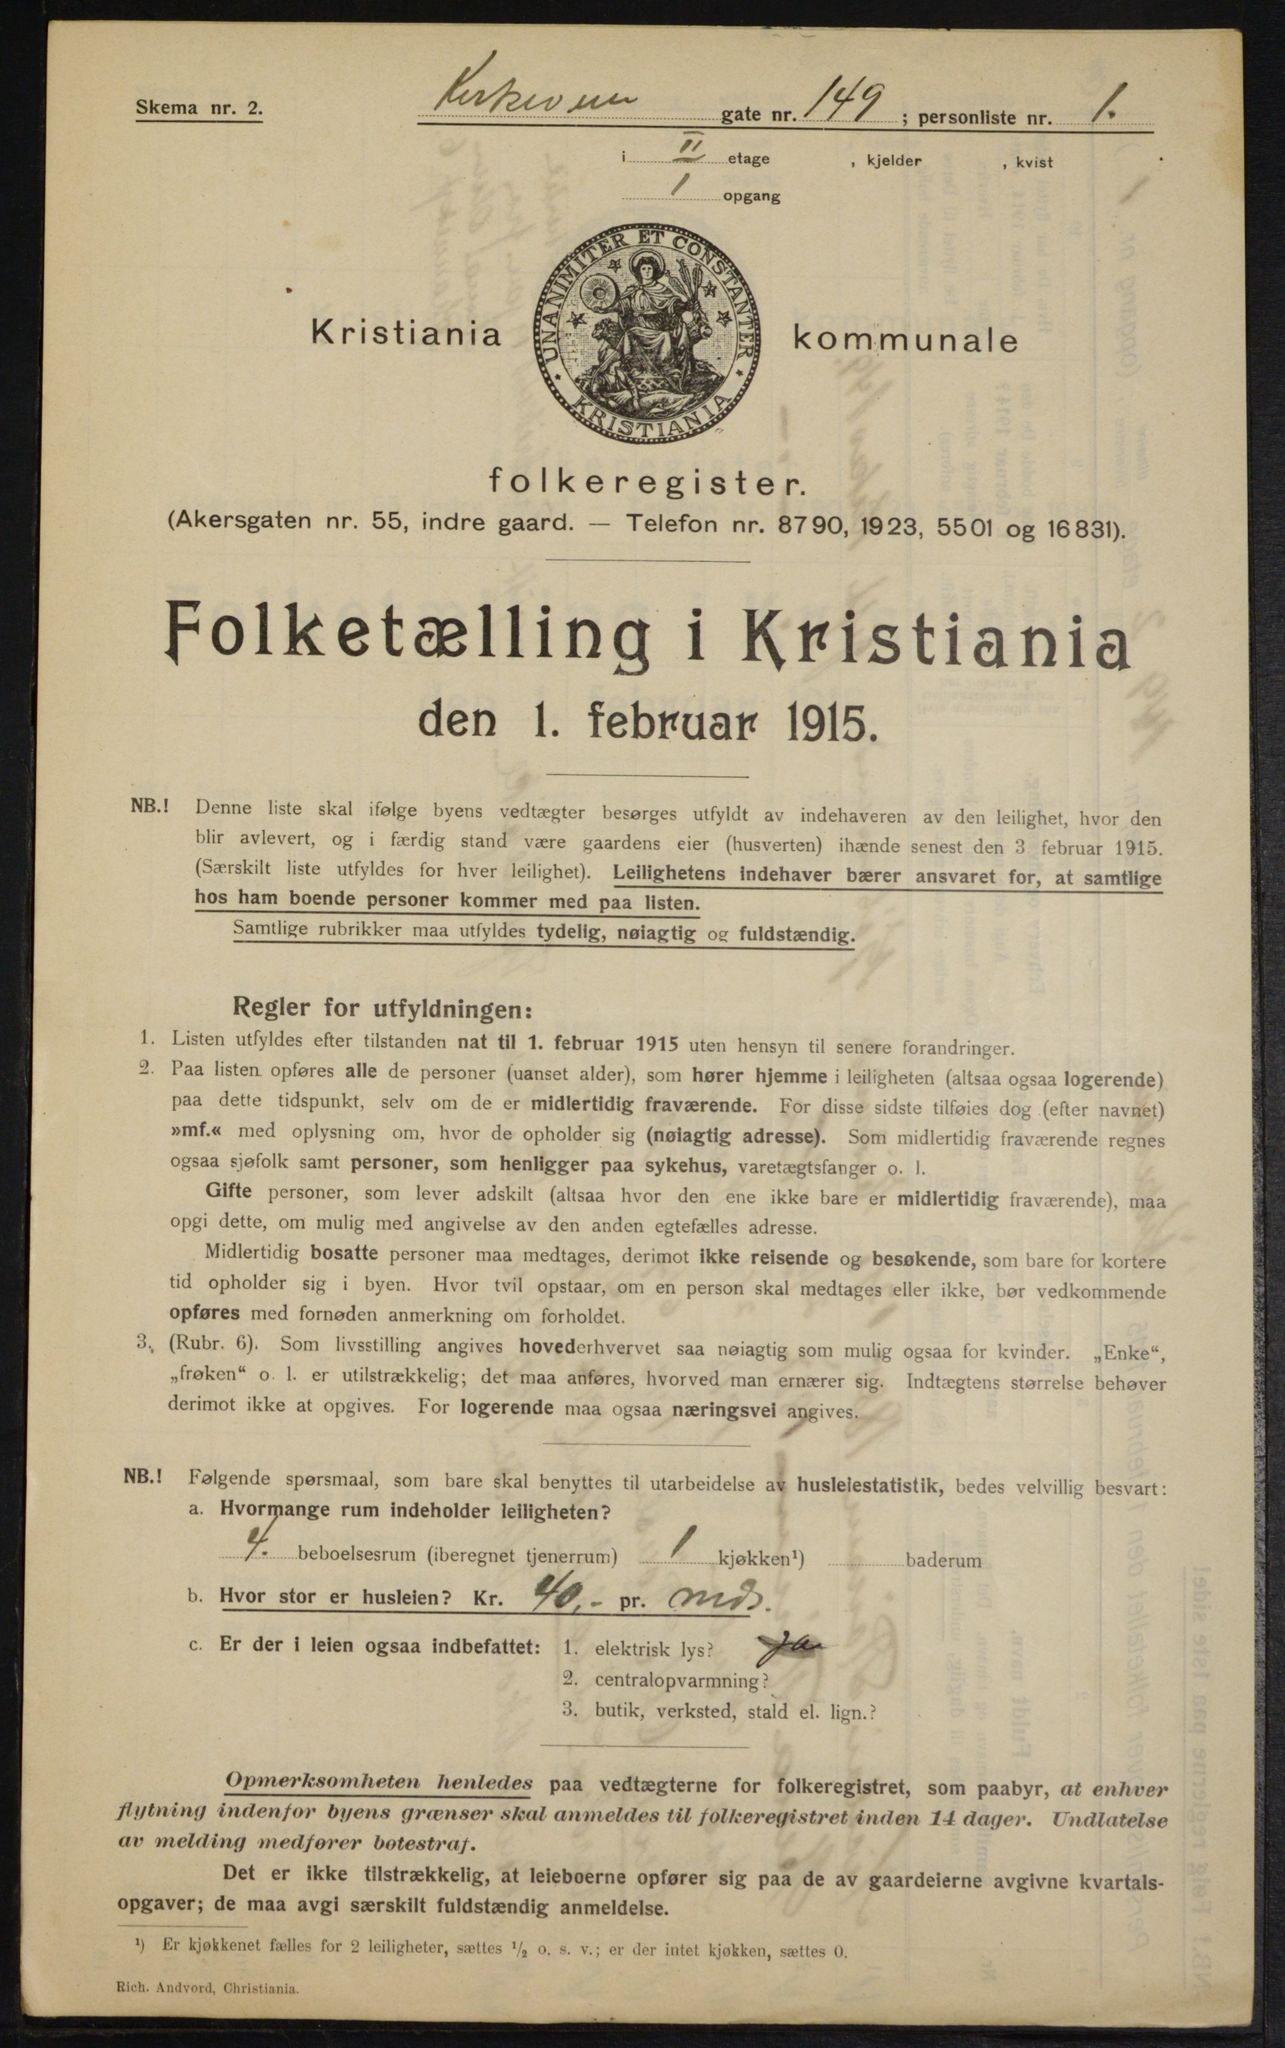 Skema nr. 2.
Kirkeveien gate nr. 149 ; personliste nr. 1.
i II etage , kjelder , kvist
1 opgang
UNANIMITER ET CONSTANTER
KRISTIANIA
Kristiania kommunale
folkeregister.
(Akersgaten nr. 55, indre gaard. — Telefon nr. 8790, 1923, 5501 og 16831).
Folketælling i Kristiania
den 1. februar 1915.
NB.! Denne liste skal ifølge byens vedtægter besørges utfyldt av indehaveren av den leilighet, hvor den
blir avlevert, og i færdig stand være gaardens eier (husverten) ihænde senest den 3 februar 1915.
(Særskilt liste utfyldes for hver leilighet). Leilighetens indehaver bærer ansvaret for, at samtlige
hos ham boende personer kommer med paa listen.
Samtlige rubrikker maa utfyldes tydelig, nøiagtig og fuldstændig.
Regler for utfyldningen:
1. Listen utfyldes efter tilstanden nat til 1. februar 1915 uten hensyn til senere forandringer.
2. Paa listen opføres alle de personer (uanset alder), som hører hjemme i leiligheten (altsaa ogsaa logerende)
paa dette tidspunkt, selv om de er midlertidig fraværende. For disse sidste tilføies dog (efter navnet)
»mf.« med oplysning om, hvor de opholder sig (nøiagtig adresse). Som midlertidig fraværende regnes
ogsaa sjøfolk samt personer, som henligger paa sykehus, varetægtsfanger o. l.
Gifte personer, som lever adskilt (altsaa hvor den ene ikke bare er midlertidig fraværende), maa
opgi dette, om mulig med angivelse av den anden egtefælles adresse.
Midlertidig bosatte personer maa medtages, derimot ikke reisende og besøkende, som bare for kortere
tid opholder sig i byen. Hvor tvil opstaar, om en person skal medtages eller ikke, bør vedkommende
opføres med fornøden anmerkning om forholdet.
3. (Rubr. 6). Som livsstilling angives hovederhvervet saa nøiagtig som mulig ogsaa for kvinder. „Enke“,
„frøken“ o. l. er utilstrækkelig; det maa anføres, hvorved man ernærer sig. Indtægtens størrelse behøver
derimot ikke at opgives. For logerende maa ogsaa næringsvei angives.
NB.! Følgende spørsmaal, som bare skal benyttes til utarbeidelse av husleiestatistik, bedes velvillig besvart:
a. Hvormange rum indeholder leiligheten?
4. beboelsesrum (iberegnet tjenerrum) 1 kjøkken¹) baderum
b. Hvor stor er husleien? Kr. 40,- pr. mdr.
c. Er der i leien ogsaa indbefattet: 1. elektrisk lys? Ja
2. centralopvarmning?
3. butik, verksted, stald el. lign.?
Opmerksomheten henledes paa vedtægterne for folkeregistret, som paabyr, at enhver
flytning indenfor byens grænser skal anmeldes til folkeregistret inden 14 dager. Undlatelse
av melding medfører botestraf.
Det er ikke tilstrækkelig, at leieboerne opfører sig paa de av gaardeierne avgivne kvartals-
opgaver; de maa avgi særskilt fuldstændig anmeldelse.
¹) Er kjøkkenet fælles for 2 leiligheter, sættes ½ o. s. v.; er der intet kjøkken, sættes 0.
Rich. Andvord, Christiania.